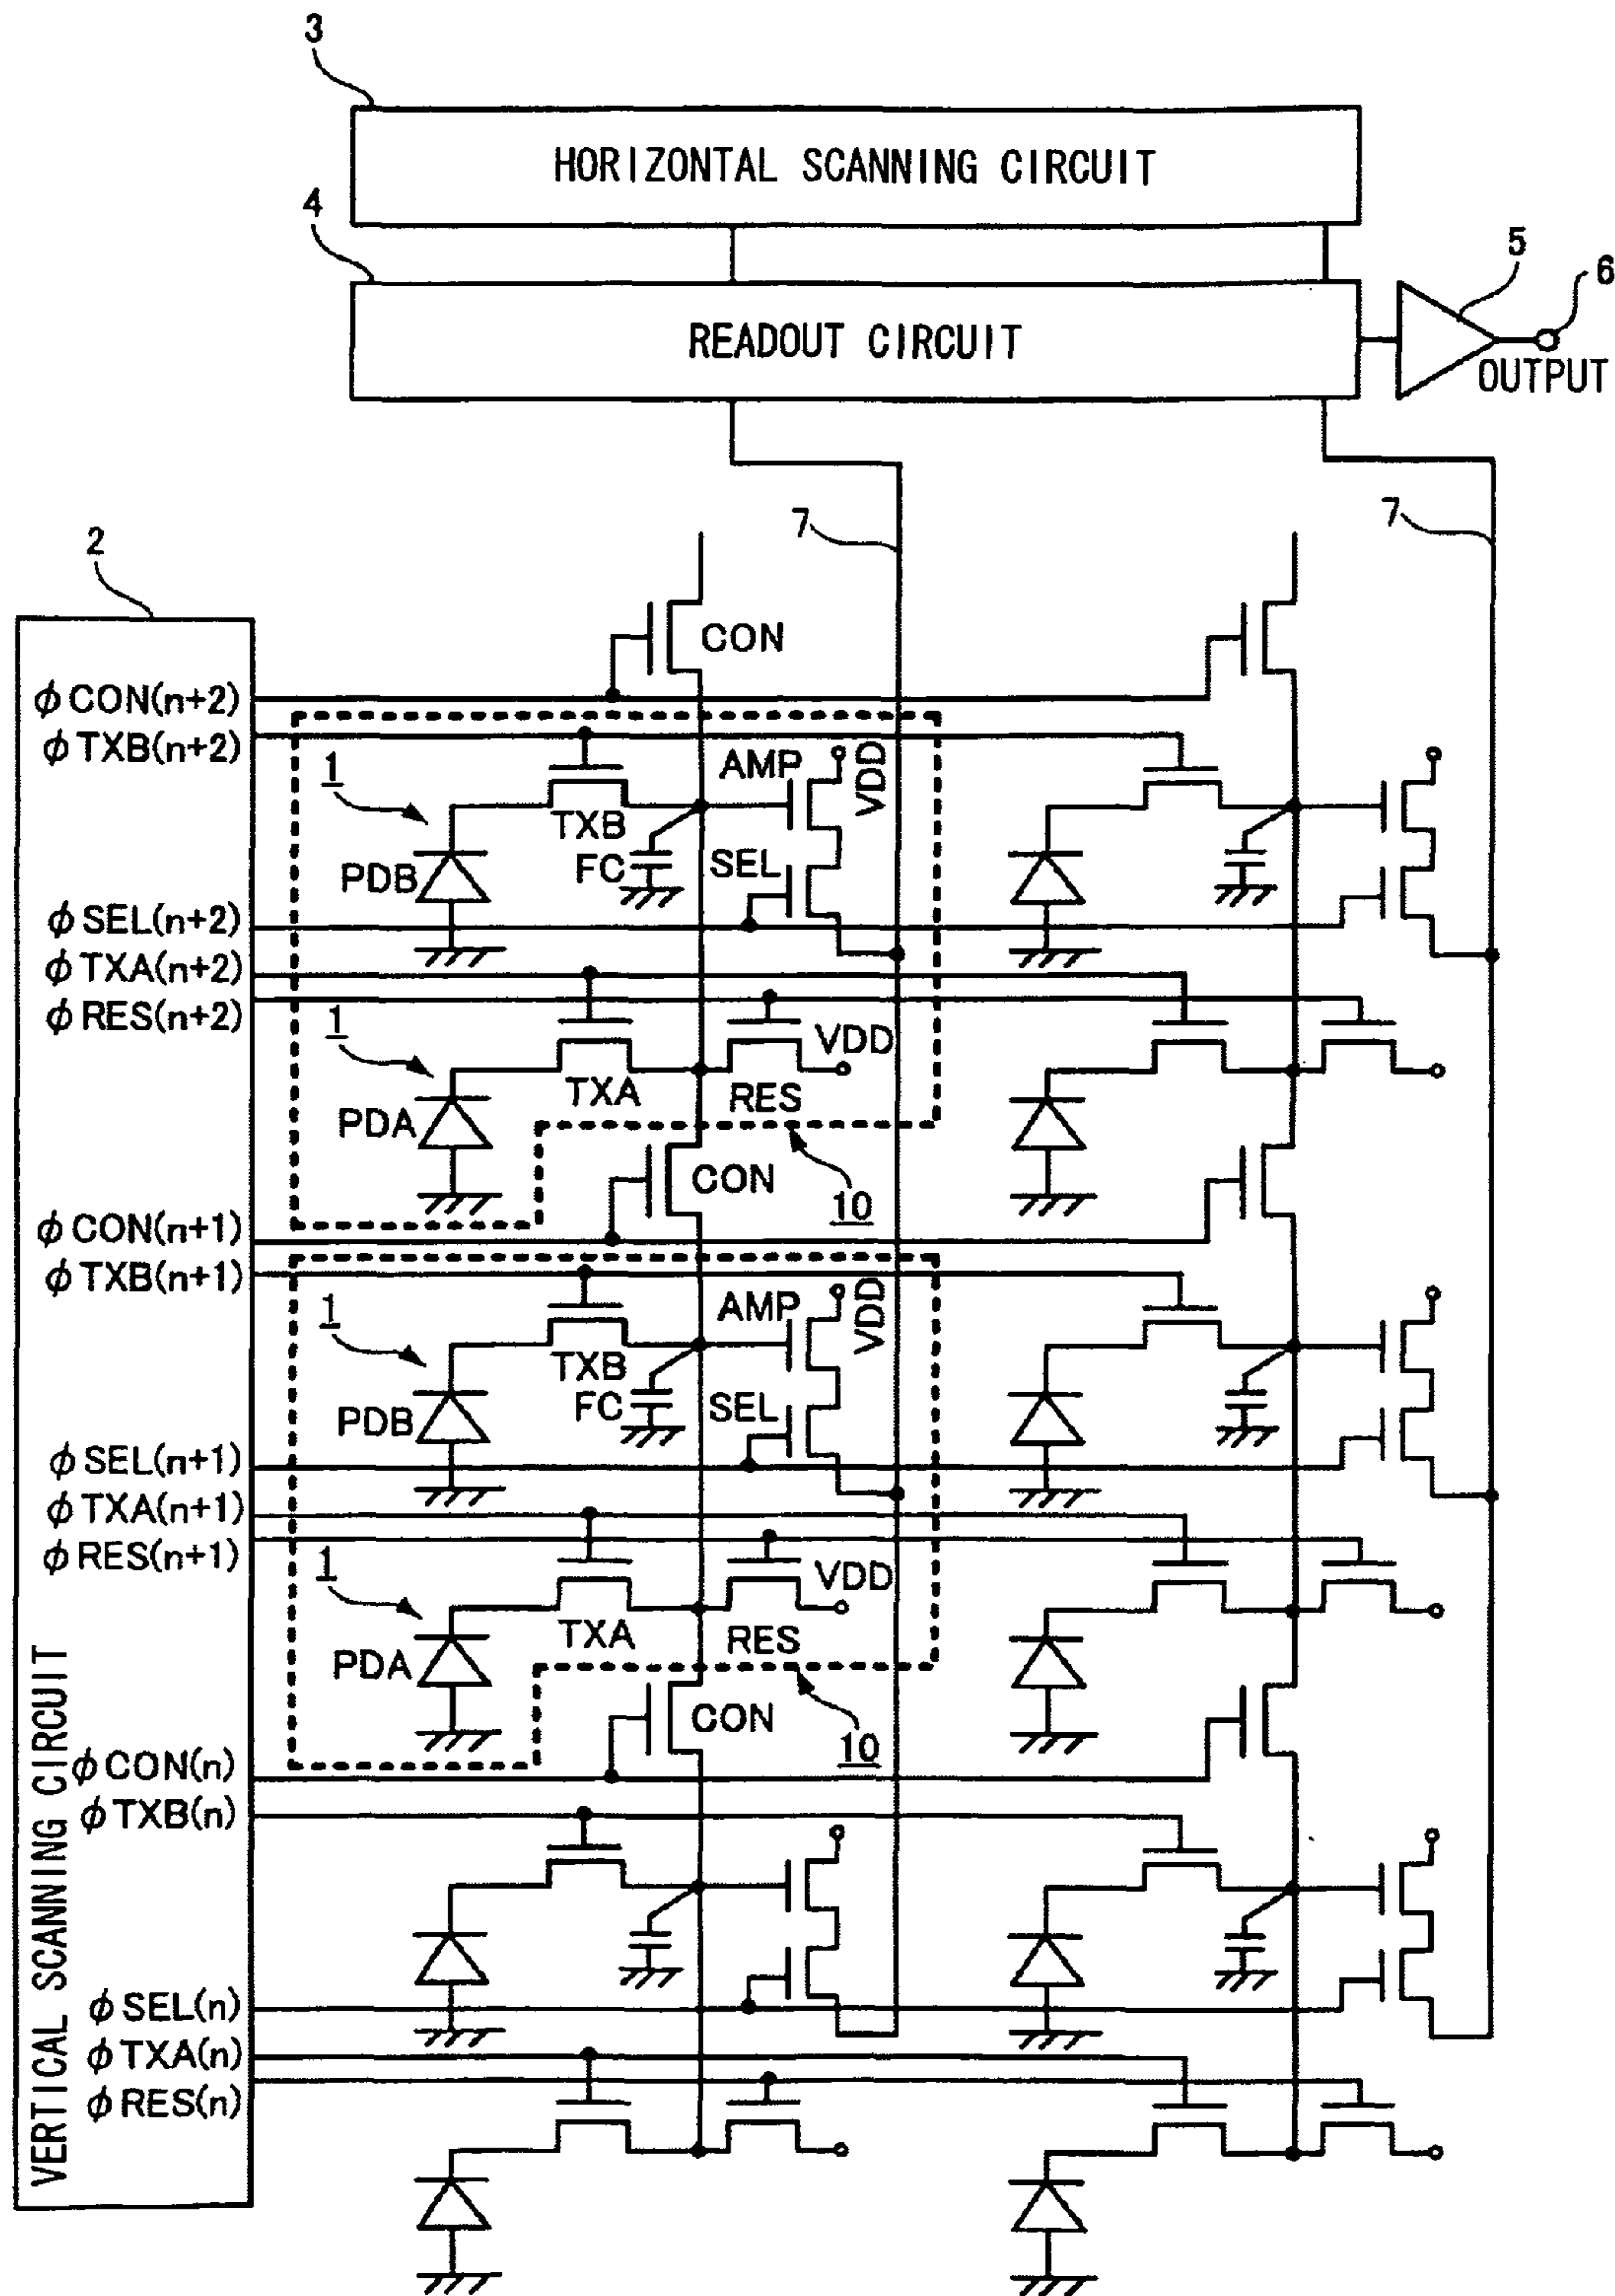 3
HORIZONTAL SCANNING CIRCUIT
4
READOUT CIRCUIT
5
6
OUTPUT
7
7
2
VERTICAL SCANNING CIRCUIT
CON
φCON(n+2)
φTXB(n+2)
1
AMP
VDD
TXB
PDB
FC
SEL
φSEL(n+2)
φTXA(n+2)
φRES(n+2)
1
VDD
TXA
RES
PDA
CON
10
φCON(n+1)
φTXB(n+1)
1
AMP
VDD
TXB
PDB
FC
SEL
φSEL(n+1)
φTXA(n+1)
φRES(n+1)
1
VDD
TXA
RES
PDA
CON
10
φCON(n)
φTXB(n)
φSEL(n)
φTXA(n)
φRES(n)